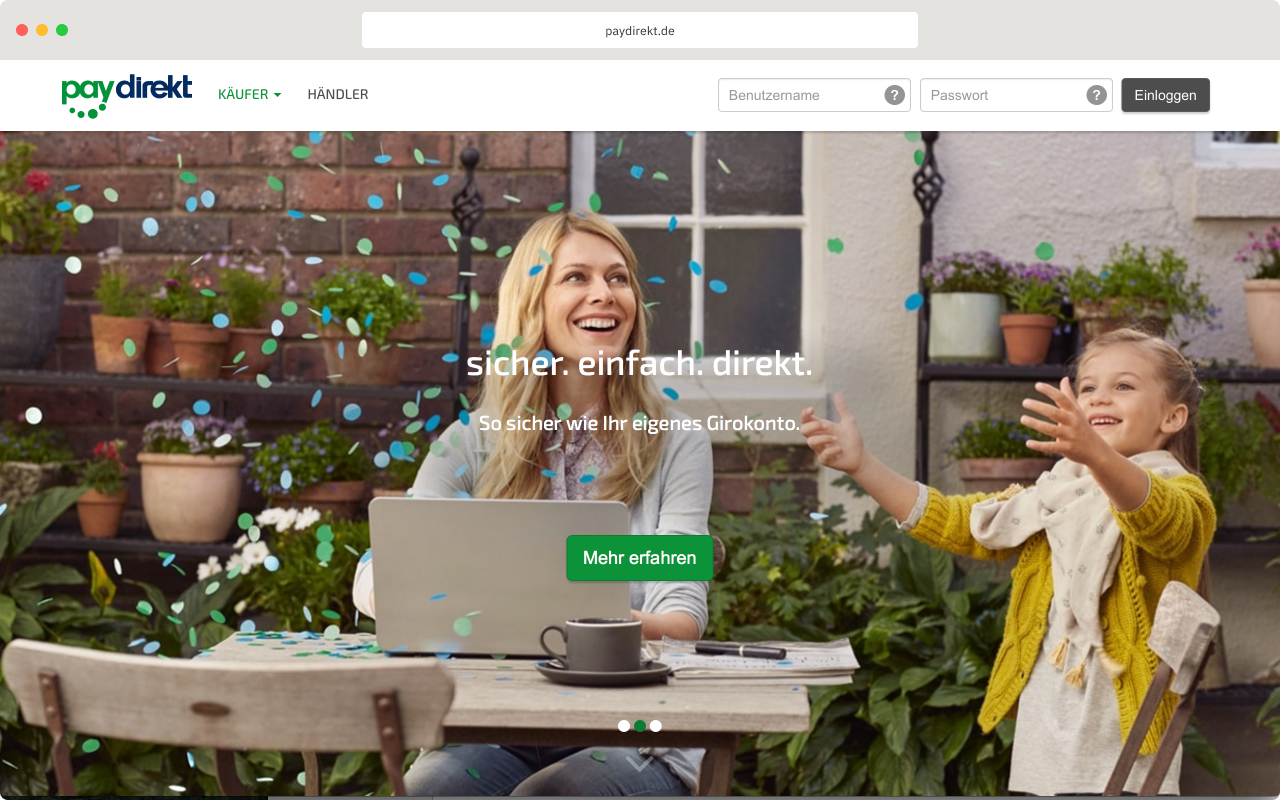 paydirekt.de
paydirekt
KÄUFER
HÄNDLER
Benutzername ?
Passwort ?
Einloggen
sicher. einfach. direkt.
So sicher wie Ihr eigenes Girokonto.
Mehr erfahren